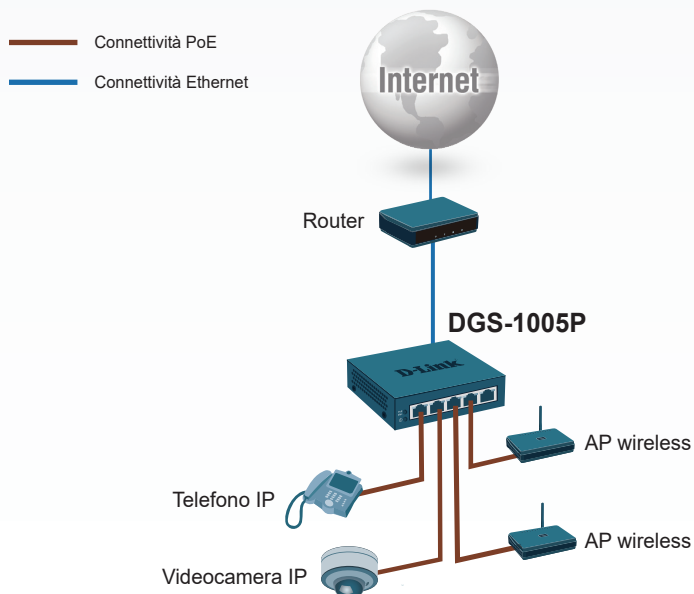 Connettività PoE
Connettività Ethernet
Internet
Router
DGS-1005P
D-Link
AP wireless
Telefono IP
AP wireless
Videocamera IP